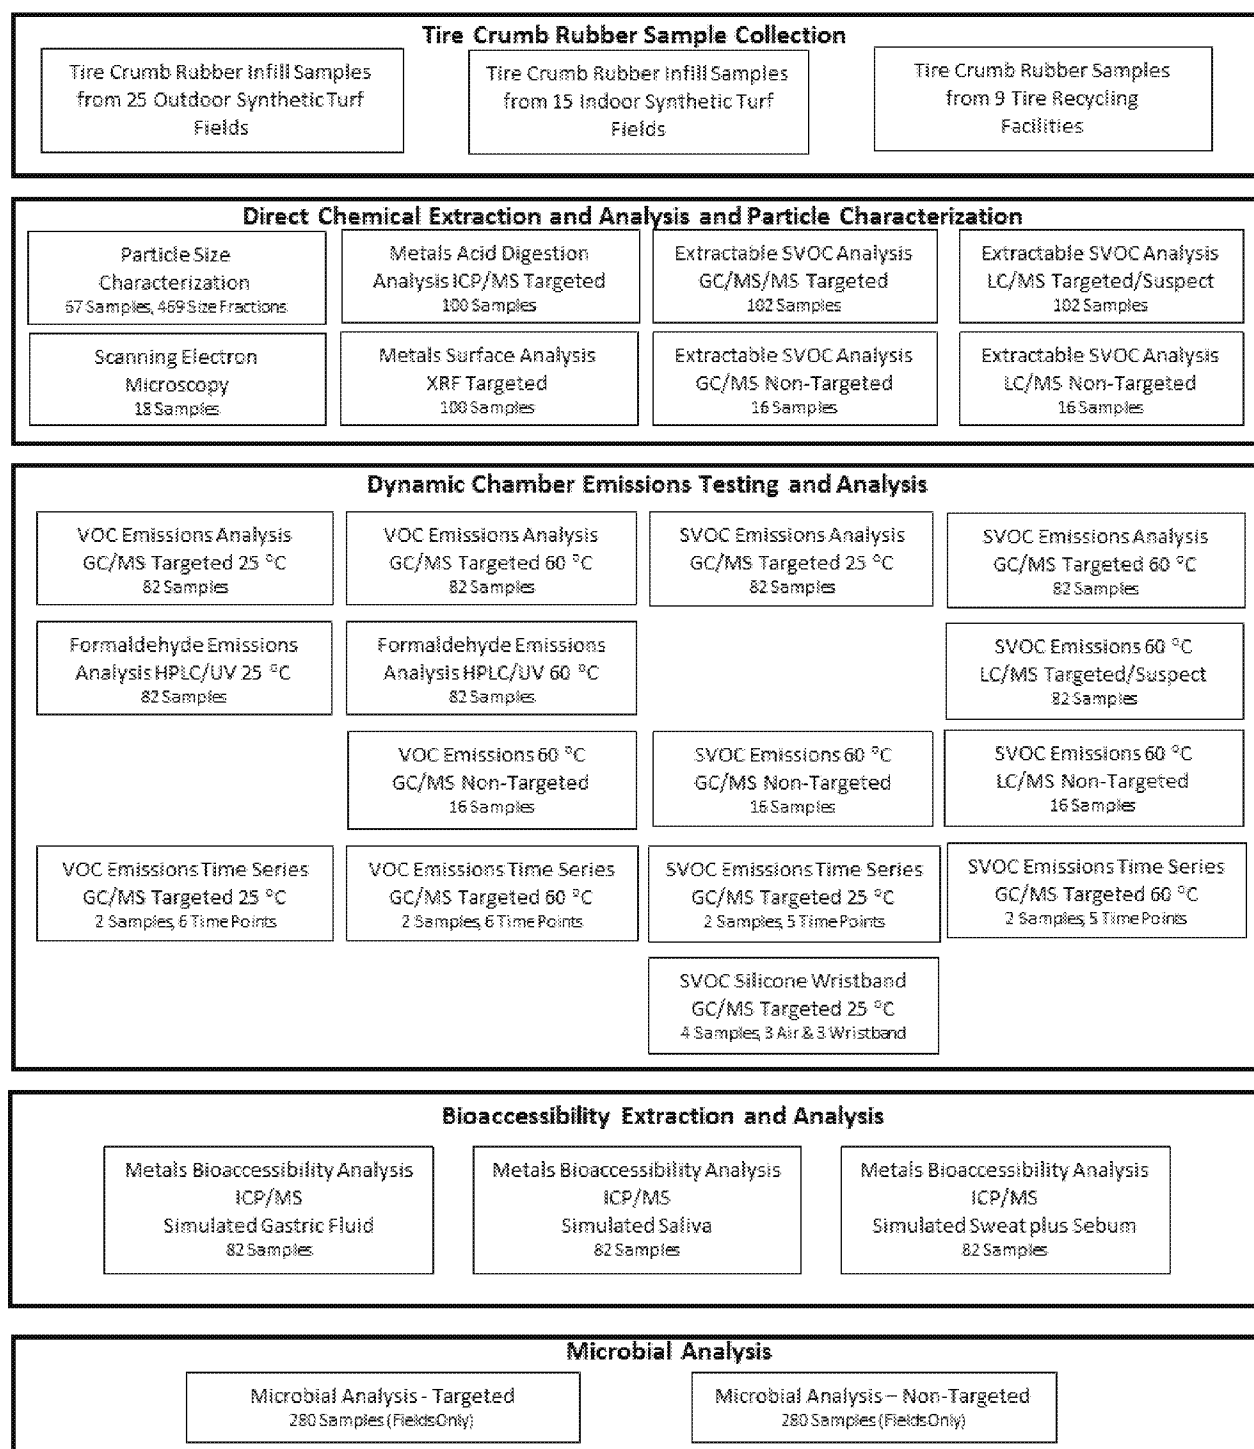 Tire Crumb Rubber Sample Collection
Tire Crumb Rubber Infill Samples
from 25 Outdoor Synthetic Turf
Fields
Tire Crumb Rubber Infill Samples
from 15 Indoor Synthetic Turf
Fields
Tire Crumb Rubber Samples
from 9 Tire Recycling
Facilities
Direct Chemical Extraction and Analysis and Particle Characterization
Particle Size
Characterization
67 Samples, 469 Size Fractions
Metals Acid Digestion
Analysis ICP/MS Targeted
100 Samples
Extractable SVOC Analysis
GC/MS/MS Targeted
102 Samples
Extractable SVOC Analysis
LC/MS Targeted/Suspect
102 Samples
Scanning Electron
Microscopy
18 Samples
Metals Surface Analysis
XRF Targeted
100 Samples
Extractable SVOC Analysis
GC/MS Non-Targeted
16 Samples
Extractable SVOC Analysis
LC/MS Non-Targeted
16 Samples
Dynamic Chamber Emissions Testing and Analysis
VOC Emissions Analysis
GC/MS Targeted 25 °C
82 Samples
VOC Emissions Analysis
GC/MS Targeted 60 °C
82 Samples
SVOC Emissions Analysis
GC/MS Targeted 25 °C
82 Samples
SVOC Emissions Analysis
GC/MS Targeted 60 °C
82 Samples
Formaldehyde Emissions
Analysis HPLC/UV 25 °C
82 Samples
Formaldehyde Emissions
Analysis HPLC/UV 60 °C
82 Samples
SVOC Emissions 60 °C
LC/MS Targeted/Suspect
82 Samples
VOC Emissions 60 °C
GC/MS Non-Targeted
16 Samples
SVOC Emissions 60 °C
GC/MS Non-Targeted
16 Samples
SVOC Emissions 60 °C
LC/MS Non-Targeted
16 Samples
VOC Emissions Time Series
GC/MS Targeted 25 °C
2 Samples, 6 Time Points
VOC Emissions Time Series
GC/MS Targeted 60 °C
2 Samples, 6 Time Points
SVOC Emissions Time Series
GC/MS Targeted 25 °C
2 Samples, 5 Time Points
SVOC Emissions Time Series
GC/MS Targeted 60 °C
2 Samples, 5 Time Points
SVOC Silicone Wristband
GC/MS Targeted 25 °C
4 Samples, 3 Air & 3 Wristband
Bioaccessibility Extraction and Analysis
Metals Bioaccessibility Analysis
ICP/MS
Simulated Gastric Fluid
82 Samples
Metals Bioaccessibility Analysis
ICP/MS
Simulated Saliva
82 Samples
Metals Bioaccessibility Analysis
ICP/MS
Simulated Sweat plus Sebum
82 Samples
Microbial Analysis
Microbial Analysis - Targeted
280 Samples (Fields Only)
Microbial Analysis – Non-Targeted
280 Samples (Fields Only)